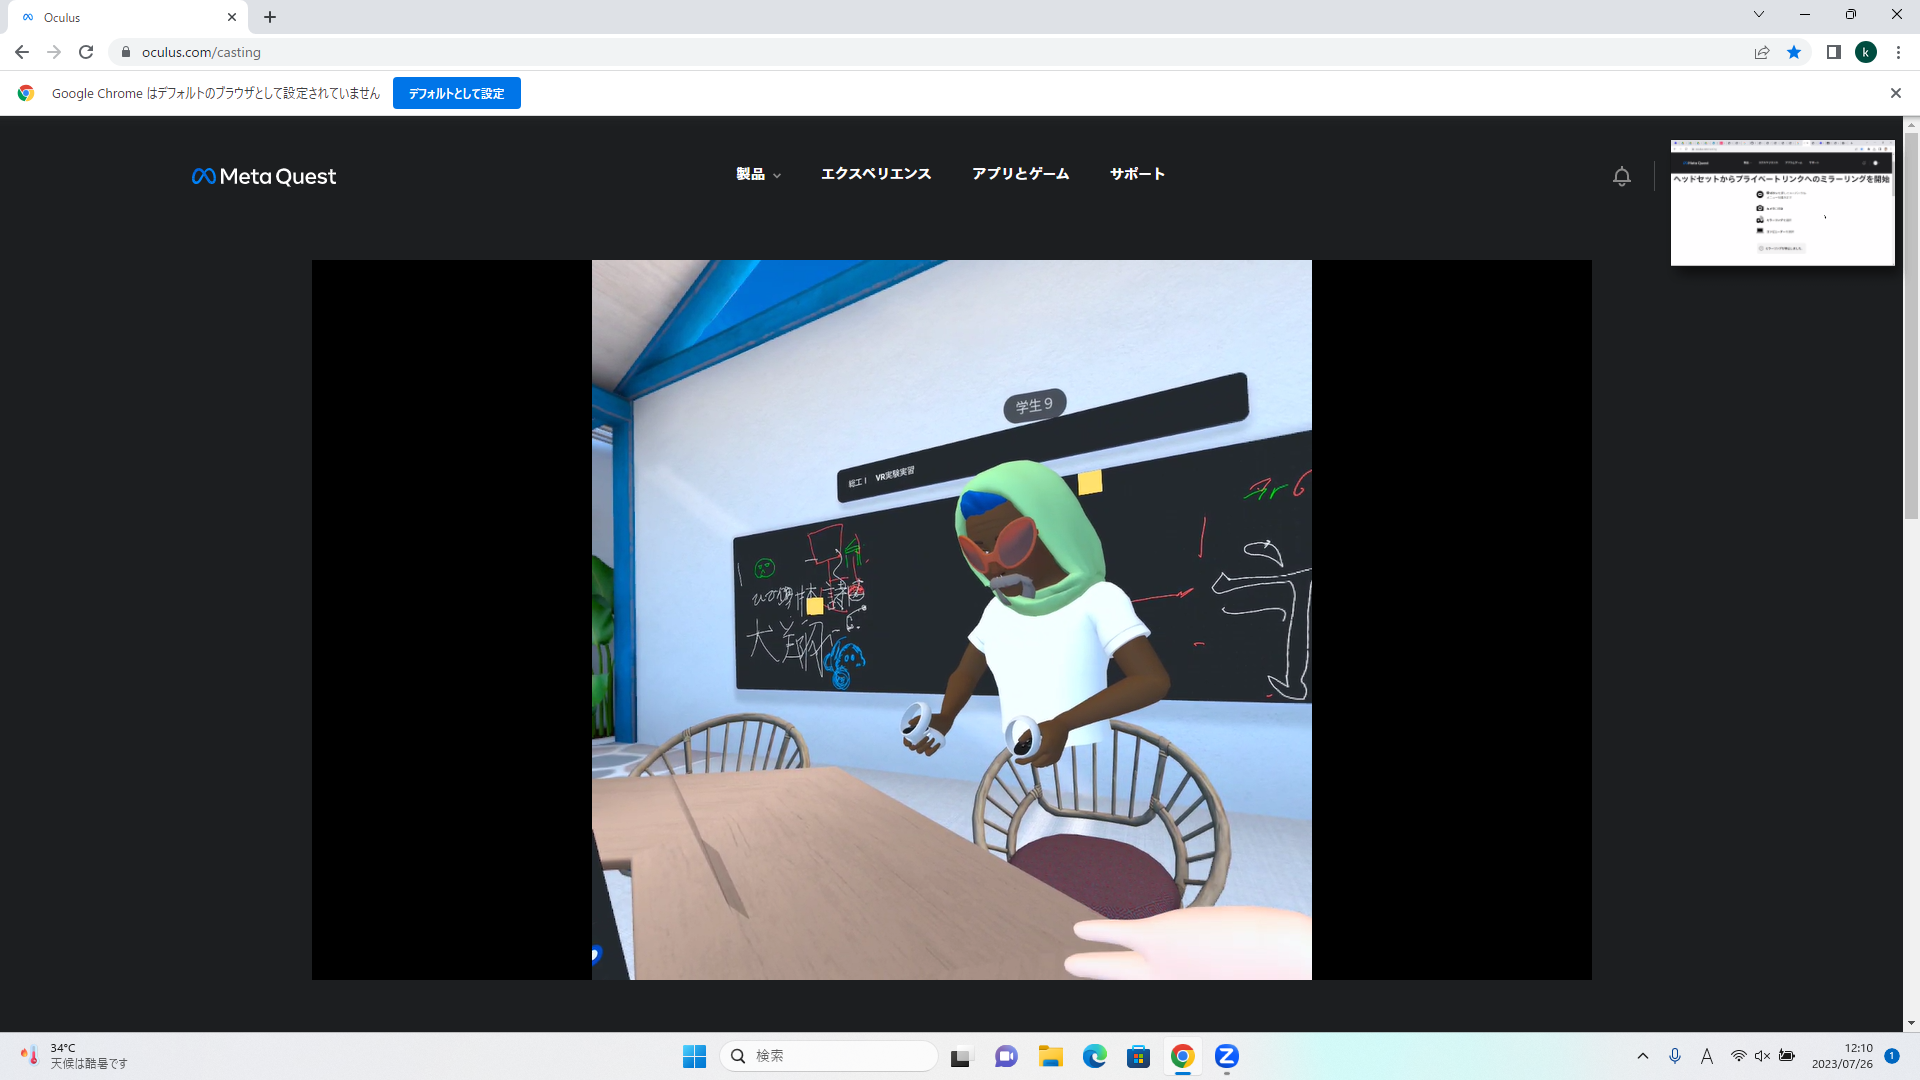 Oculus
oculus.com/casting
k
Google Chrome はデフォルトのブラウザとして設定されていません
デフォルトとして設定
Meta Quest
製品
エクスペリエンス
アプリとゲーム
サポート
Meta Quest
ヘッドセットからプライベートリンクへのミラーリングを開始
学生 9
総工 I VR実験実習
犬
34°C
天候は酷暑です
検索
A
12:10
2023/07/26
1